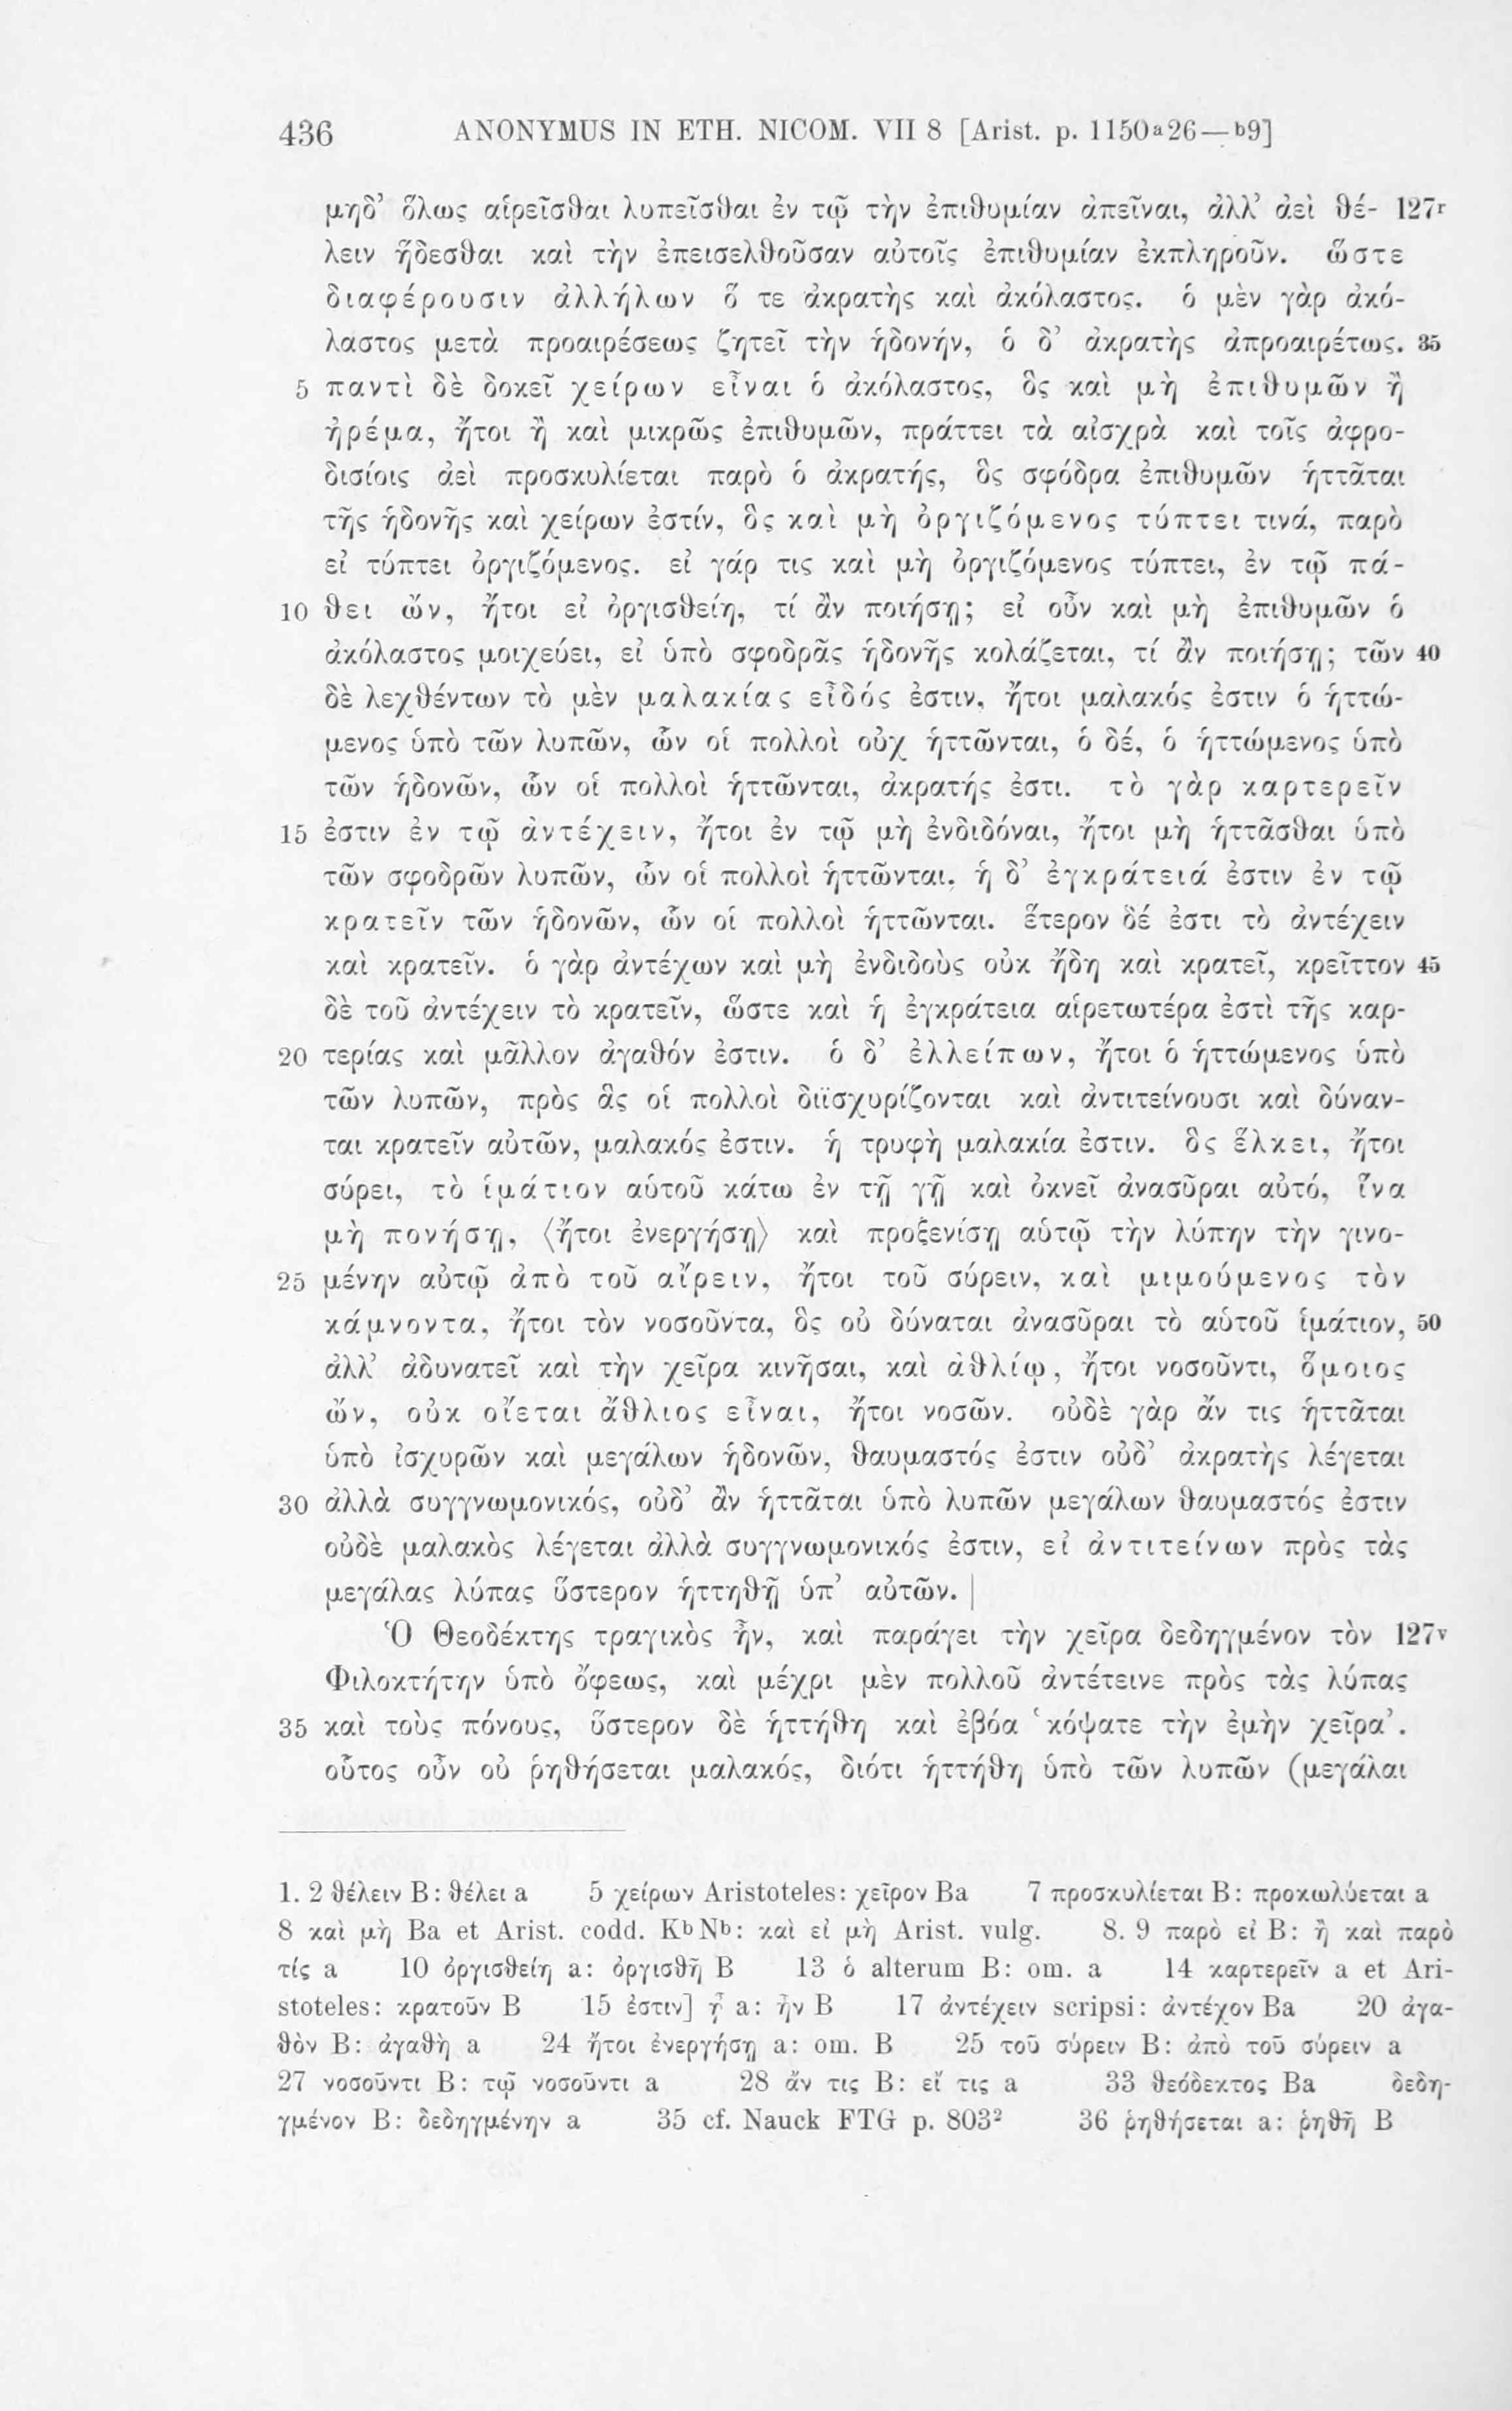 436 ANONYMUS IN ETH. NICOM. VII 8 [Arist. p. 1150a26—b9]
μηδ’ ὅλως αἱρεῖσθαι λυπεῖσθαι ἐν τῷ τὴν ἐπιθυμίαν ἀπεῖναι, ἀλλ’ ἀεὶ θέ- 127r
λειν ἥδεσθαι καὶ τὴν ἐπεισελθοῦσαν αὐτοῖς ἐπιθυμίαν ἐκπληροῦν. ὥστε
διαφέρουσιν ἀλλήλων ὅ τε ἀκρατὴς καὶ ἀκόλαστος. ὁ μὲν γὰρ ἀκό-
λαστος μετὰ προαιρέσεως ζητεῖ τὴν ἡδονήν, ὁ δ’ ἀκρατὴς ἀπροαιρέτως. 35
5 παντὶ δὲ δοκεῖ χείρων εἶναι ὁ ἀκόλαστος, ὃς καὶ μὴ ἐπιθυμῶν ἢ
ἠρέμα, ἤτοι ἢ καὶ μικρῶς ἐπιθυμῶν, πράττει τὰ αἰσχρὰ καὶ τοῖς ἀφρο-
δισίοις ἀεὶ προσκυλίεται παρὸ ὁ ἀκρατής, ὃς σφόδρα ἐπιθυμῶν ἡττᾶται
τῆς ἡδονῆς καὶ χείρων ἐστίν, ὃς καὶ μὴ ὀργιζόμενος τύπτει τινά, παρὸ
εἰ τύπτει ὀργιζόμενος. εἰ γάρ τις καὶ μὴ ὀργιζόμενος τύπτει, ἐν τῷ πά-
10 θει ὤν, ἤτοι εἰ ὀργισθείη, τί ἂν ποιήσῃ; εἰ οὖν καὶ μὴ ἐπιθυμῶν ὁ
ἀκόλαστος μοιχεύει, εἰ ὑπὸ σφοδρᾶς ἡδονῆς κολάζεται, τί ἂν ποιήσῃ; τῶν 40
δὲ λεχθέντων τὸ μὲν μαλακίας εἶδός ἐστιν, ἤτοι μαλακός ἐστιν ὁ ἡττώ-
μενος ὑπὸ τῶν λυπῶν, ὧν οἱ πολλοὶ οὐχ ἡττῶνται, ὁ δέ, ὁ ἡττώμενος ὑπὸ
τῶν ἡδονῶν, ὧν οἱ πολλοὶ ἡττῶνται, ἀκρατής ἐστι. τὸ γὰρ καρτερεῖν
15 ἐστιν ἐν τῷ ἀντέχειν, ἤτοι ἐν τῷ μὴ ἐνδιδόναι, ἤτοι μὴ ἡττᾶσθαι ὑπὸ
τῶν σφοδρῶν λυπῶν, ὧν οἱ πολλοὶ ἡττῶνται, ἡ δ’ ἐγκράτειά ἐστιν ἐν τῷ
κρατεῖν τῶν ἡδονῶν, ὧν οἱ πολλοὶ ἡττῶνται. ἕτερον δέ ἐστι τὸ ἀντέχειν
καὶ κρατεῖν. ὁ γὰρ ἀντέχων καὶ μὴ ἐνδιδοὺς οὐκ ἤδη καὶ κρατεῖ, κρεῖττον 45
δὲ τοῦ ἀντέχειν τὸ κρατεῖν, ὥστε καὶ ἡ ἐγκράτεια αἱρετωτέρα ἐστὶ τῆς καρ-
20 τερίας καὶ μᾶλλον ἀγαθόν ἐστιν. ὁ δ’ ἐλλείπων, ἤτοι ὁ ἡττώμενος ὑπὸ
τῶν λυπῶν, πρὸς ἃς οἱ πολλοὶ διϊσχυρίζονται καὶ ἀντιτείνουσι καὶ δύναν-
ται κρατεῖν αὐτῶν, μαλακός ἐστιν. ἡ τρυφὴ μαλακία ἐστιν. ὃς ἕλκει, ἤτοι
σύρει, τὸ ἱμάτιον αὑτοῦ κάτω ἐν τῇ γῇ καὶ ὀκνεῖ ἀνασῦραι αὐτό, ἵνα
μὴ πονήσῃ, ⟨ἤτοι ἐνεργήσῃ⟩ καὶ προξενίσῃ αὑτῷ τὴν λύπην τὴν γινο-
25 μένην αὐτῷ ἀπὸ τοῦ αἴρειν, ἤτοι τοῦ σύρειν, καὶ μιμούμενος τὸν
κάμνοντα, ἤτοι τὸν νοσοῦντα, ὃς οὐ δύναται ἀνασῦραι τὸ αὑτοῦ ἱμάτιον, 50
ἀλλ’ ἀδυνατεῖ καὶ τὴν χεῖρα κινῆσαι, καὶ ἀθλίῳ, ἤτοι νοσοῦντι, ὅμοιος
ὤν, οὐκ οἴεται ἄθλιος εἶναι, ἤτοι νοσῶν. οὐδὲ γὰρ ἄν τις ἡττᾶται
ὑπὸ ἰσχυρῶν καὶ μεγάλων ἡδονῶν, θαυμαστός ἐστιν οὐδ’ ἀκρατὴς λέγεται
30 ἀλλὰ συγγνωμονικός, οὐδ’ ἂν ἡττᾶται ὑπὸ λυπῶν μεγάλων θαυμαστός ἐστιν
οὐδὲ μαλακὸς λέγεται ἀλλὰ συγγνωμονικός ἐστιν, εἰ ἀντιτείνων πρὸς τὰς
μεγάλας λύπας ὕστερον ἡττηθῇ ὑπ’ αὐτῶν. |
Ὁ Θεοδέκτης τραγικὸς ἦν, καὶ παράγει τὴν χεῖρα δεδηγμένον τὸν 127v
Φιλοκτήτην ὑπὸ ὄφεως, καὶ μέχρι μὲν πολλοῦ ἀντέτεινε πρὸς τὰς λύπας
35 καὶ τοὺς πόνους, ὕστερον δὲ ἡττήθη καὶ ἐβόα ‘κόψατε τὴν ἐμὴν χεῖρα’.
οὗτος οὖν οὐ ῥηθήσεται μαλακός, διότι ἡττήθη ὑπὸ τῶν λυπῶν (μεγάλαι
1. 2 θέλειν B: θέλει a 5 χείρων Aristoteles: χεῖρον Ba 7 προσκυλίεται B: προκωλύεται a
8 καὶ μὴ Ba et Arist. codd. KbNb: καὶ εἰ μὴ Arist. vulg. 8. 9 παρὸ εἰ B: ἢ καὶ παρὸ
τίς a 10 ὀργισθείη a: ὀργισθῇ B 13 ὁ alterum B: om. a 14 καρτερεῖν a et Ari-
stoteles: κρατοῦν B 15 ἐστιν] ᾖ a: ἦν B 17 ἀντέχειν scripsi: ἀντέχον Ba 20 ἀγα-
θὸν B: ἀγαθὴ a 24 ἤτοι ἐνεργήσῃ a: om. B 25 τοῦ σύρειν B: ἀπὸ τοῦ σύρειν a
27 νοσοῦντι B: τῷ νοσοῦντι a 28 ἄν τις B: εἴ τις a 33 θεόδεκτος Ba δεδη-
γμένον B: δεδηγμένην a 35 cf. Nauck FTG p. 803² 36 ῥηθήσεται a: ῥηθῇ B